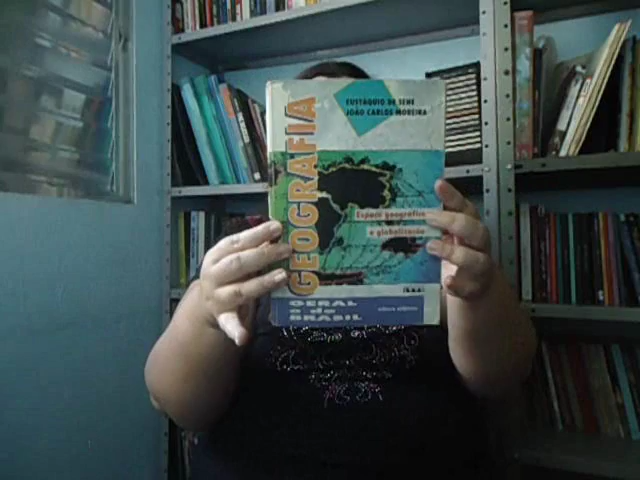 EUSTÁQUIO DE SENE
JOÃO CARLOS MOREIRA
GEOGRAFIA
Espaço geográfico
e globalização
GERAL
e do
BRASIL